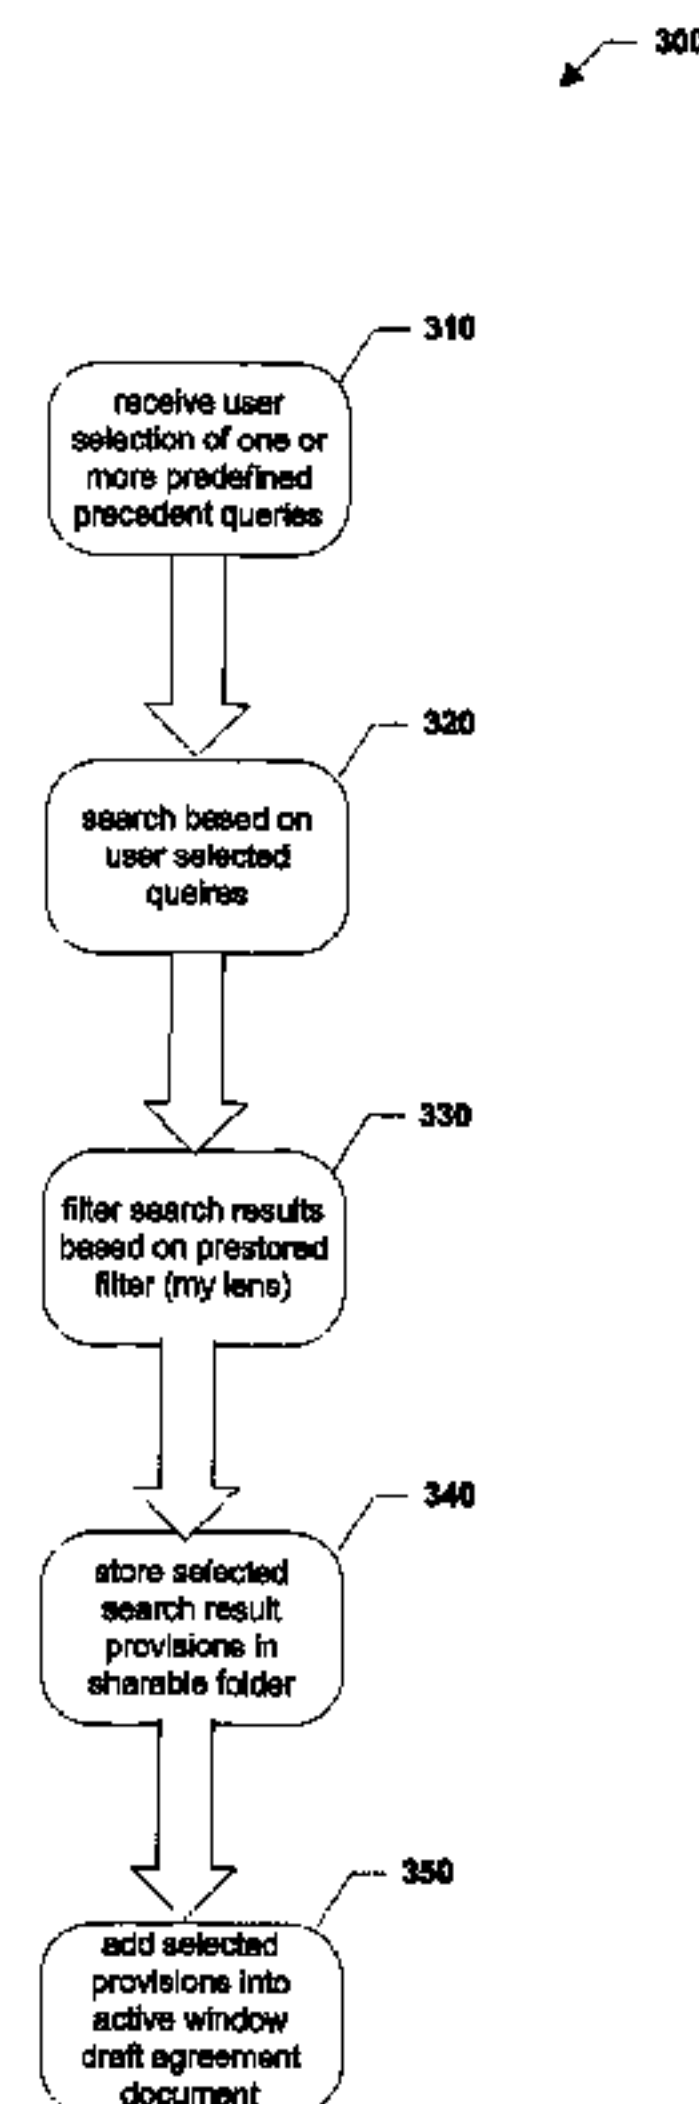 300
310
receive user
selection of one or
more predefined
precedent queries
320
search based on
user selected
queires
330
filter search results
based on prestored
filter (my lens)
340
store selected
search result
provisions in
sharable folder
350
add selected
provisions into
active window
draft agreement
document